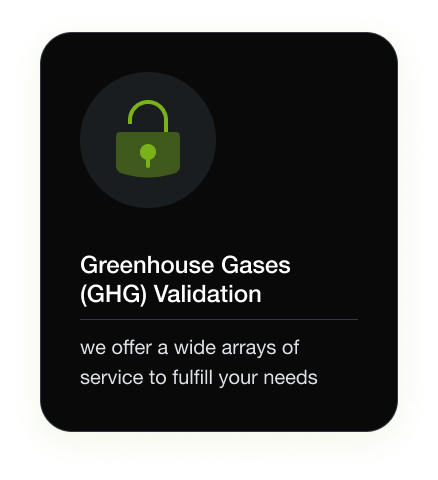 Greenhouse Gases
(GHG) Validation
we offer a wide arrays of
service to fulfill your needs